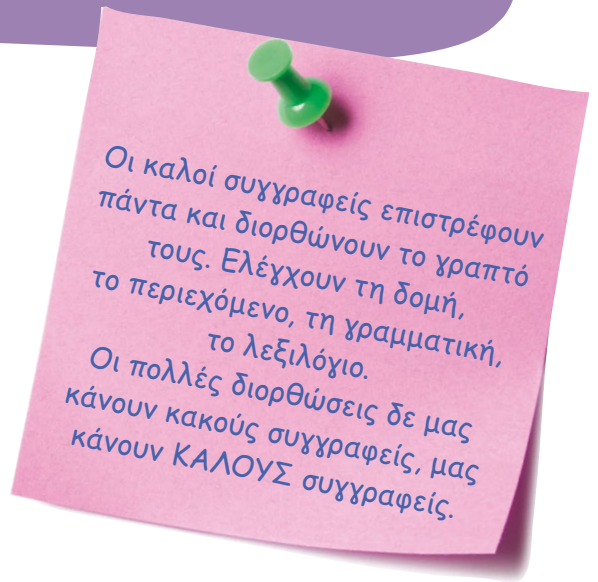 Οι καλοί συγγραφείς επιστρέφουν
πάντα και διορθώνουν το γραπτό
τους. Ελέγχουν τη δομή,
το περιεχόμενο, τη γραμματική,
το λεξιλόγιο.
Οι πολλές διορθώσεις δε μας
κάνουν κακούς συγγραφείς, μας
κάνουν ΚΑΛΟΥΣ συγγραφείς.